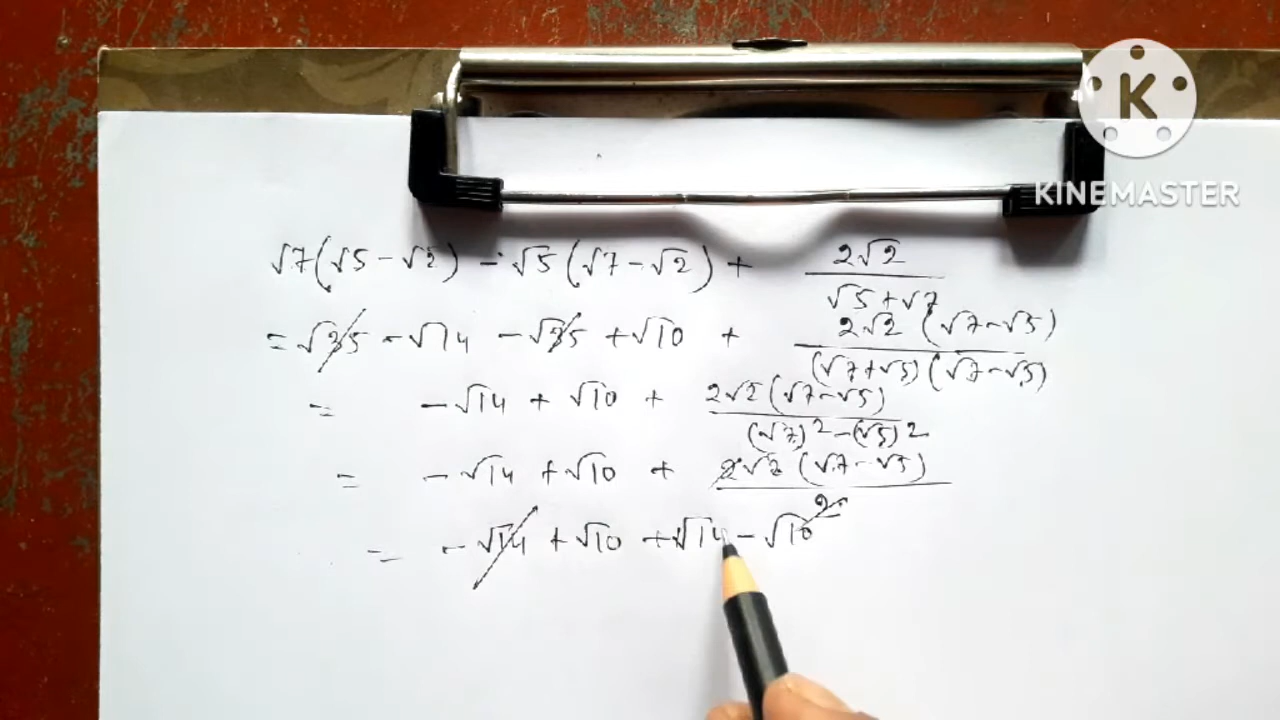 K
KINEMASTER
√7(√5-√2) - √5(√7-√2) + 2√2/(√5+√7)
= √35 - √14 - √35 + √10 + 2√2(√7-√5)/(√7+√5)(√7-√5)
= -√14 + √10 + 2√2(√7-√5)/(√7)²-(√5)²
= -√14 + √10 + 2√2(√7-√5)/2
= -√14 + √10 + √14 - √10